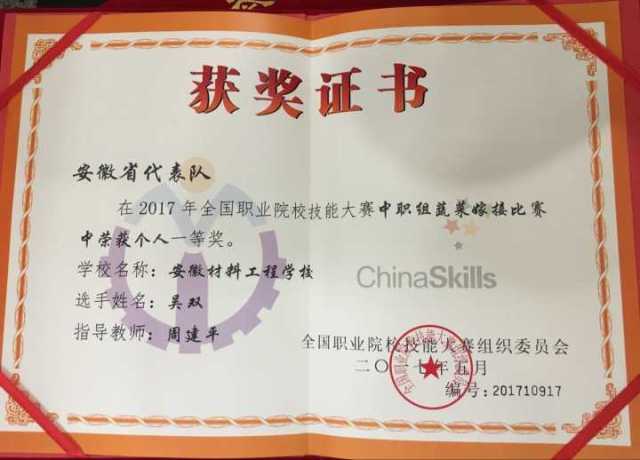 获奖证书
安徽省代表队
在2017年全国职业院校技能大赛中职组蔬菜嫁接比赛
中荣获个人一等奖。
学校名称：安徽材料工程学校
ChinaSkills
选手姓名：吴双
指导教师：周建平
全国职业院校技能大赛组织委员会
二〇一七年五月
编号：201710917